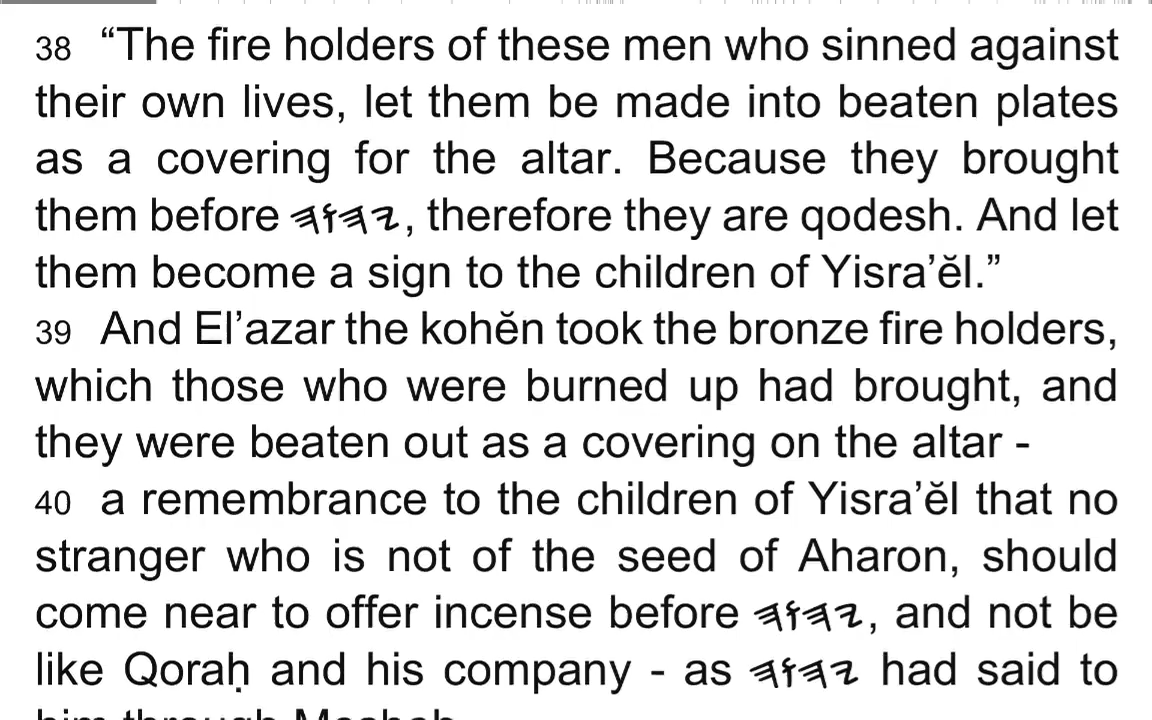 38 “The fire holders of these men who sinned against
their own lives, let them be made into beaten plates
as a covering for the altar. Because they brought
them before 𐤉𐤄𐤅𐤄, therefore they are qodesh. And let
them become a sign to the children of Yisra’ĕl.”
39 And El’azar the kohĕn took the bronze fire holders,
which those who were burned up had brought, and
they were beaten out as a covering on the altar -
40 a remembrance to the children of Yisra’ĕl that no
stranger who is not of the seed of Aharon, should
come near to offer incense before 𐤉𐤄𐤅𐤄, and not be
like Qoraḥ and his company - as 𐤉𐤄𐤅𐤄 had said to
him through Mosheh.